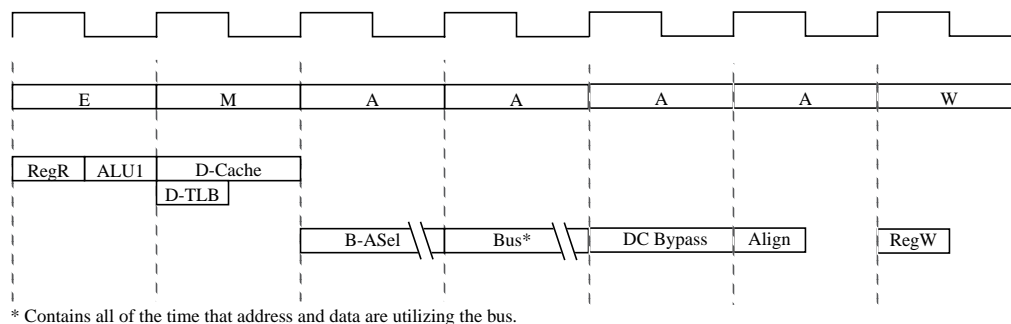 E M A A A A W
RegR ALU1 D-Cache
D-TLB
B-ASel Bus* DC Bypass Align RegW
* Contains all of the time that address and data are utilizing the bus.